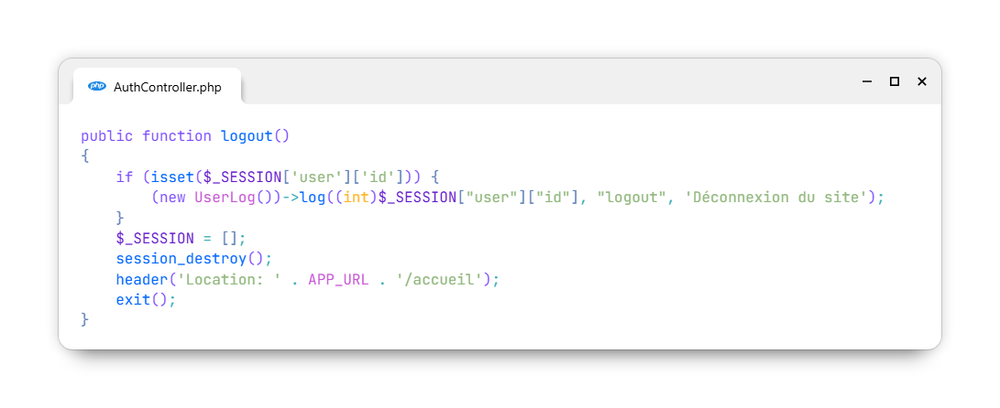 php AuthController.php
public function logout()
{
    if (isset($_SESSION['user']['id'])) {
        (new UserLog())->log((int)$_SESSION["user"]["id"], "logout", 'Déconnexion du site');
    }
    $_SESSION = [];
    session_destroy();
    header('Location: ' . APP_URL . '/accueil');
    exit();
}